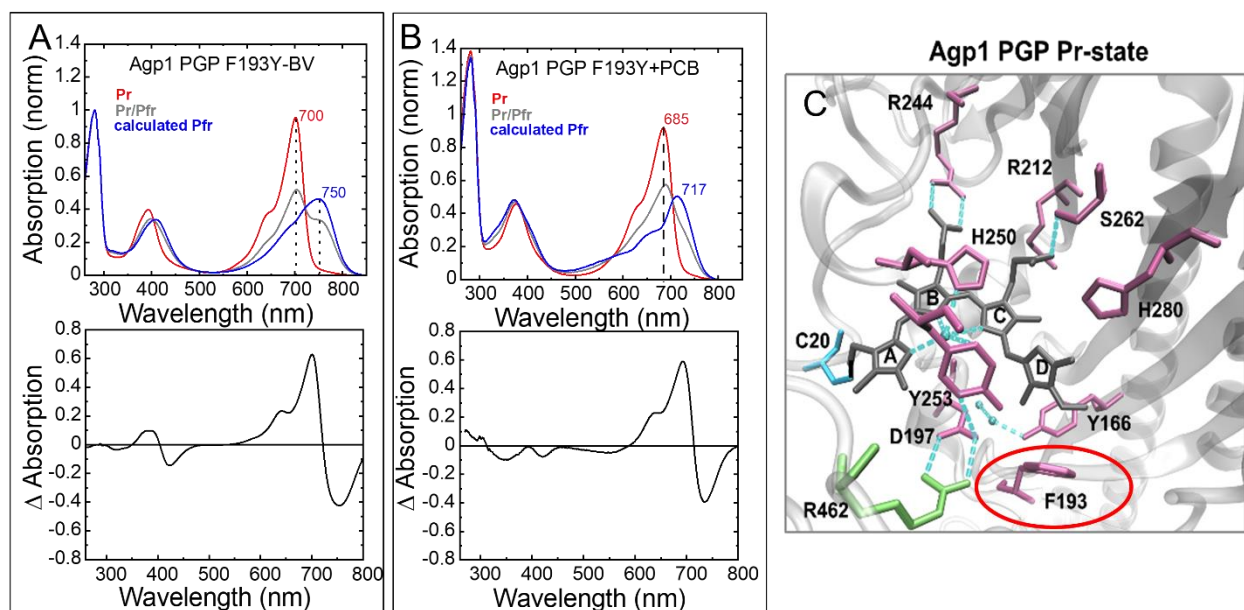 A
Agp1 PGP F193Y-BV
Pr
Pr/Pfr
calculated Pfr
700
750
Absorption (norm)
1.4
1.2
1
0.8
0.6
0.4
0.2
0
300 400 500 600 700 800
Wavelength (nm)
Δ Absorption
0.8
0.6
0.4
0.2
0
-0.2
-0.4
-0.6
-0.8
300 400 500 600 700 800
Wavelength (nm)
B
Agp1 PGP F193Y+PCB
Pr
Pr/Pfr
calculated Pfr
685
717
Absorption (norm)
1.4
1.2
1
0.8
0.6
0.4
0.2
0
300 400 500 600 700 800
Wavelength (nm)
Δ Absorption
0.8
0.6
0.4
0.2
0
-0.2
-0.4
-0.6
-0.8
300 400 500 600 700 800
Wavelength (nm)
Agp1 PGP Pr-state
C
R244
R212
S262
H250
H280
B
C
C20
A
D
Y253
Y166
D197
F193
R462